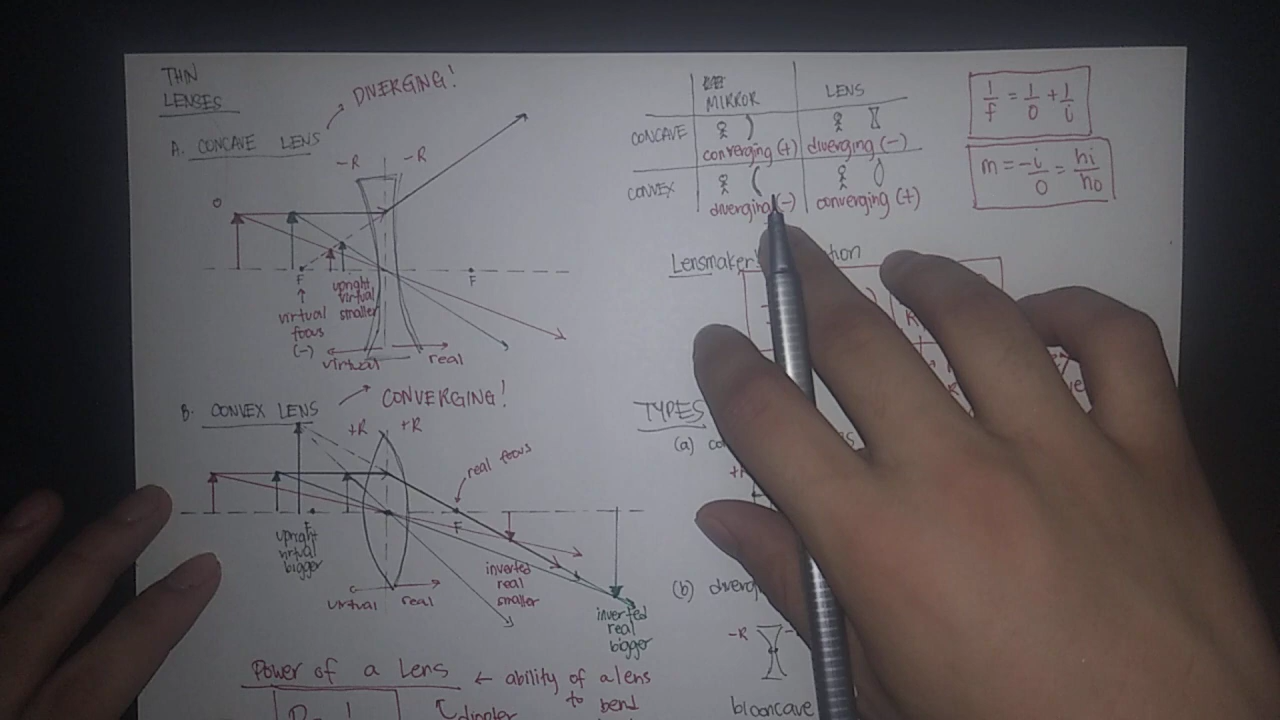 THIN
LENSES
A. CONCAVE LENS
DIVERGING!
-R -R
O
F
F
upright
virtual
smaller
virtual
focus
(-)
virtual
real
B. CONVEX LENS
CONVERGING!
+R +R
real focus
F
F
upright
virtual
bigger
virtual
real
inverted
real
smaller
inverted
real
bigger
Power of a Lens ← ability of a lens
to bend
diopter
MIRROR LENS
CONCAVE
converging (+) diverging (-)
CONVEX
diverging (-) converging (+)
1/f = 1/o + 1/i
m = -i/o = hi/ho
Lensmaker's
TYPES
(a)
(b)
-R
biconcave